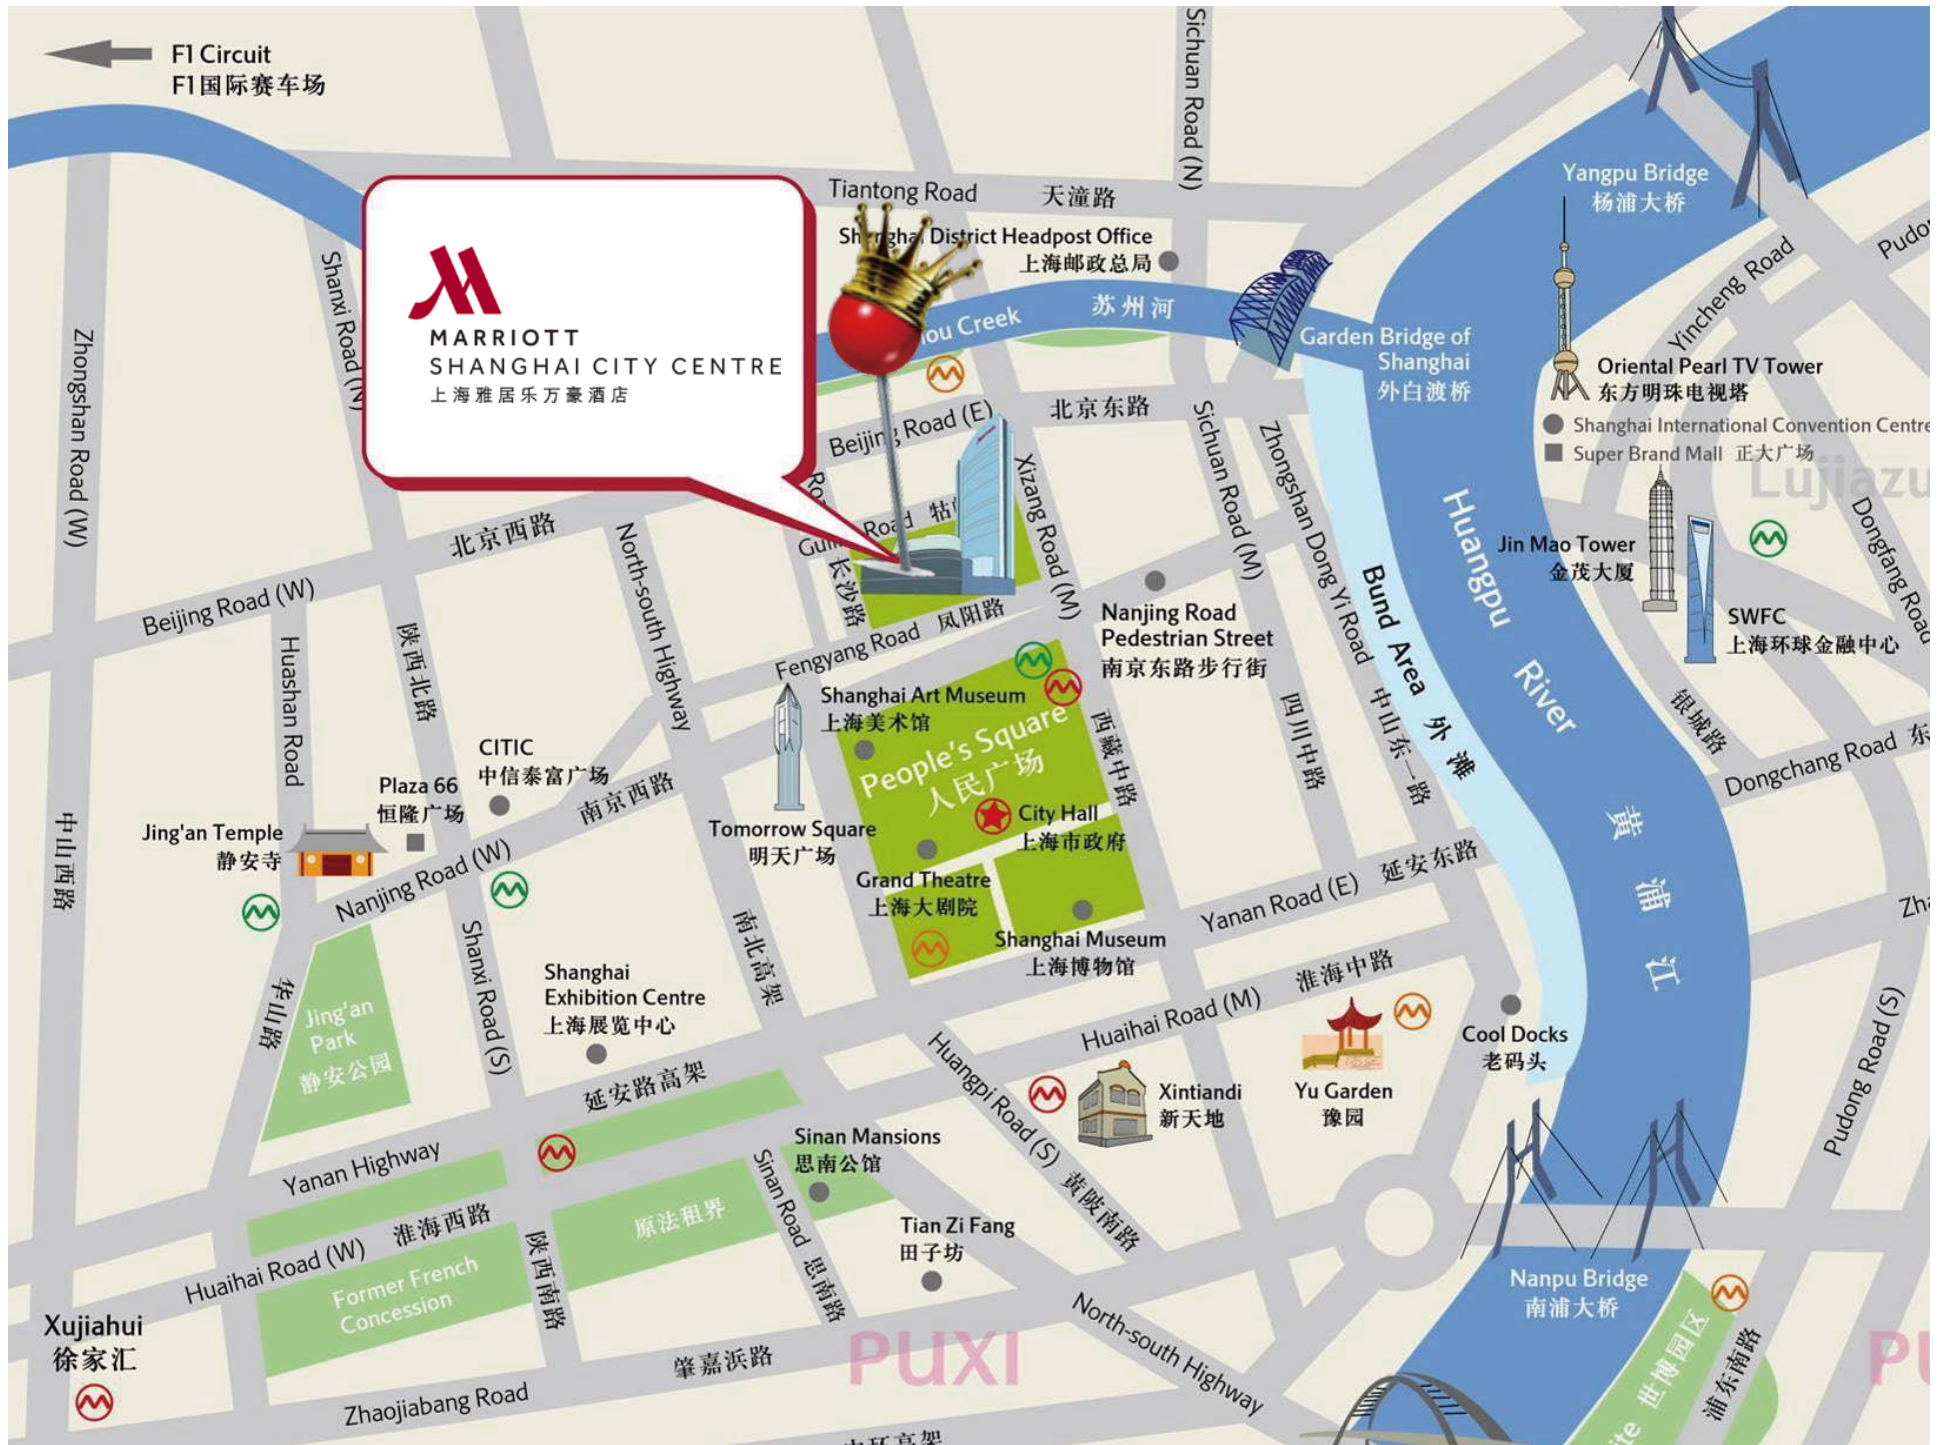 F1 Circuit
F1国际赛车场
Sichuan Road (N)
Yangpu Bridge
杨浦大桥
Tiantong Road 天潼路
Shanghai District Headpost Office
上海邮政总局
苏州河
Creek
Garden Bridge of
Shanghai
外白渡桥
Yincheng Road
Oriental Pearl TV Tower
东方明珠电视塔
Shanghai International Convention Centre
Super Brand Mall 正大广场
MARRIOTT
SHANGHAI CITY CENTRE
上海雅居乐万豪酒店
Shanxi Road (N)
Zhongshan Road (W)
Beijing Road (E) 北京东路
Xizang Road (M)
Sichuan Road (M)
Zhongshan Dong Yi Road
Huangpu River
Bund Area 外滩
Jin Mao Tower
金茂大厦
SWFC
上海环球金融中心
Dongfang Road
Road
长沙路
北京西路
Beijing Road (W)
North-south Highway
Fengyang Road 凤阳路
Nanjing Road
Pedestrian Street
南京东路步行街
Huashan Road
陕西北路
Shanghai Art Museum
上海美术馆
People's Square
人民广场
西藏中路
四川中路
中山东一路
银城路
Dongchang Road 东
CITIC
中信泰富广场
Plaza 66
恒隆广场
南京西路
Jing'an Temple
静安寺
Nanjing Road (W)
Tomorrow Square
明天广场
City Hall
上海市政府
Grand Theatre
上海大剧院
Shanghai Museum
上海博物馆
Yanan Road (E) 延安东路
黄浦江
中山西路
南北高架
Shanxi Road (S)
Shanghai
Exhibition Centre
上海展览中心
华山路
Jing'an
Park
静安公园
Huaihai Road (M) 淮海中路
Cool Docks
老码头
Yu Garden
豫园
Xintiandi
新天地
Huangpi Road (S) 黄陂南路
Pudong Road (S)
延安路高架
Yanan Highway
Sinan Mansions
思南公馆
Sinan Road 思南路
原法租界
Huaihai Road (W) 淮海西路
Former French
Concession
陕西南路
Tian Zi Fang
田子坊
Nanpu Bridge
南浦大桥
North-south Highway
世博园区
浦东南路
Xujiahui
徐家汇
PUXI
Zhaojiabang Road 肇嘉浜路